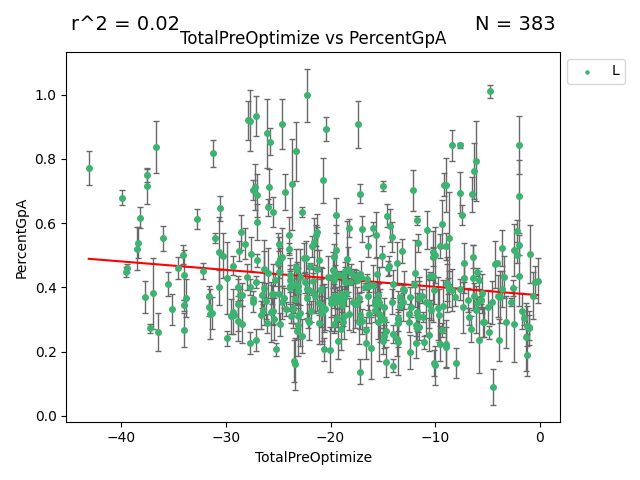 r^2 = 0.02
N = 383
TotalPreOptimize vs PercentGpA
L
PercentGpA
1.0
0.8
0.6
0.4
0.2
0.0
−40
−30
−20
−10
0
TotalPreOptimize